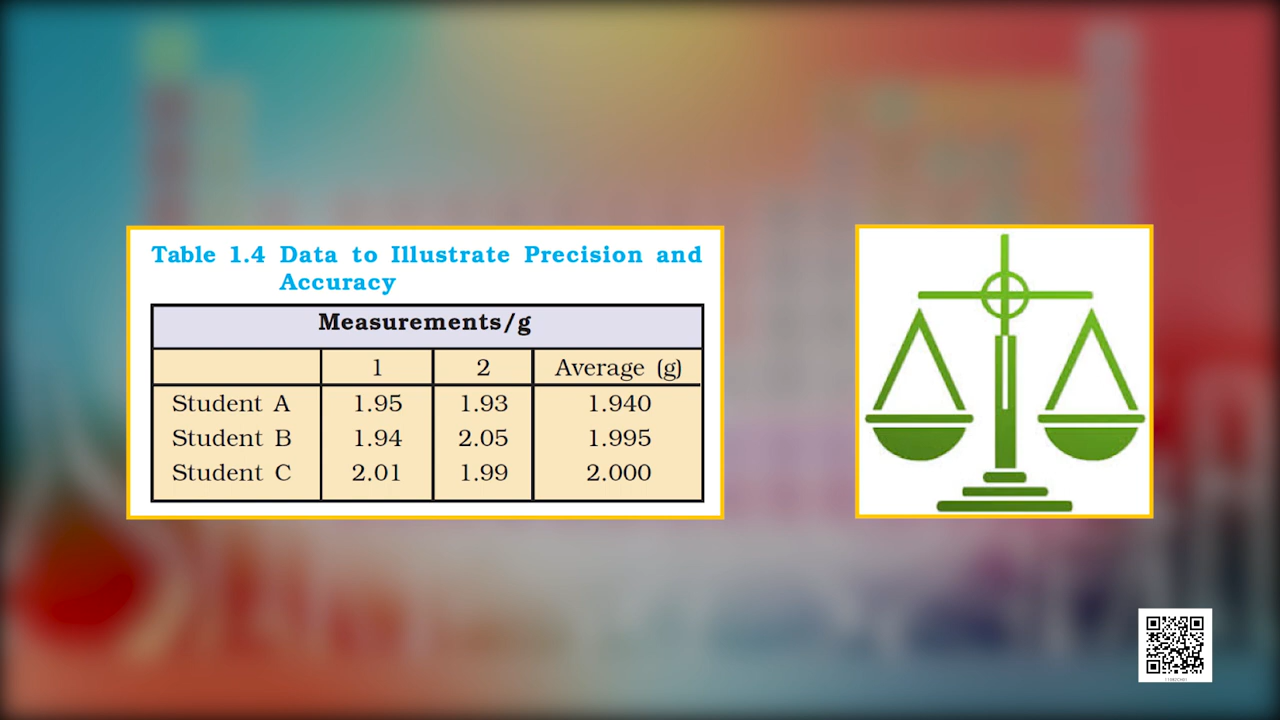 Table 1.4 Data to Illustrate Precision and
Accuracy
Measurements/g
1 2 Average (g)
Student A 1.95 1.93 1.940
Student B 1.94 2.05 1.995
Student C 2.01 1.99 2.000